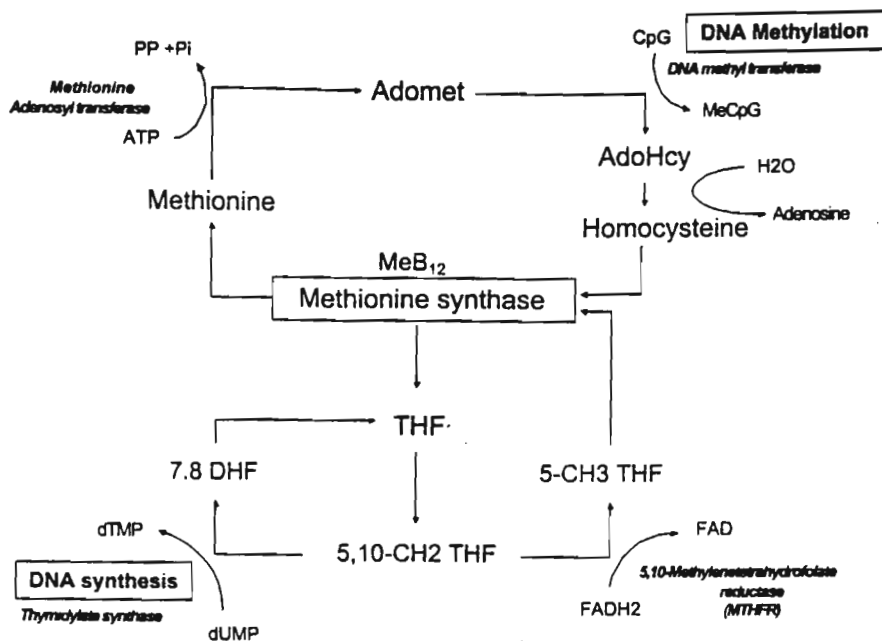 PP +Pi
Methionine
Adenosyl transferase
ATP
Adomet
CpG
DNA Methylation
DNA methyl transferase
MeCpG
AdoHcy
H2O
Adenosine
Methionine
Homocysteine
MeB12
Methionine synthase
THF
7.8 DHF
5-CH3 THF
dTMP
5,10-CH2 THF
FAD
DNA synthesis
Thymidylate synthase
dUMP
5,10-Methylenetetrahydrofolate
reductase
(MTHFR)
FADH2